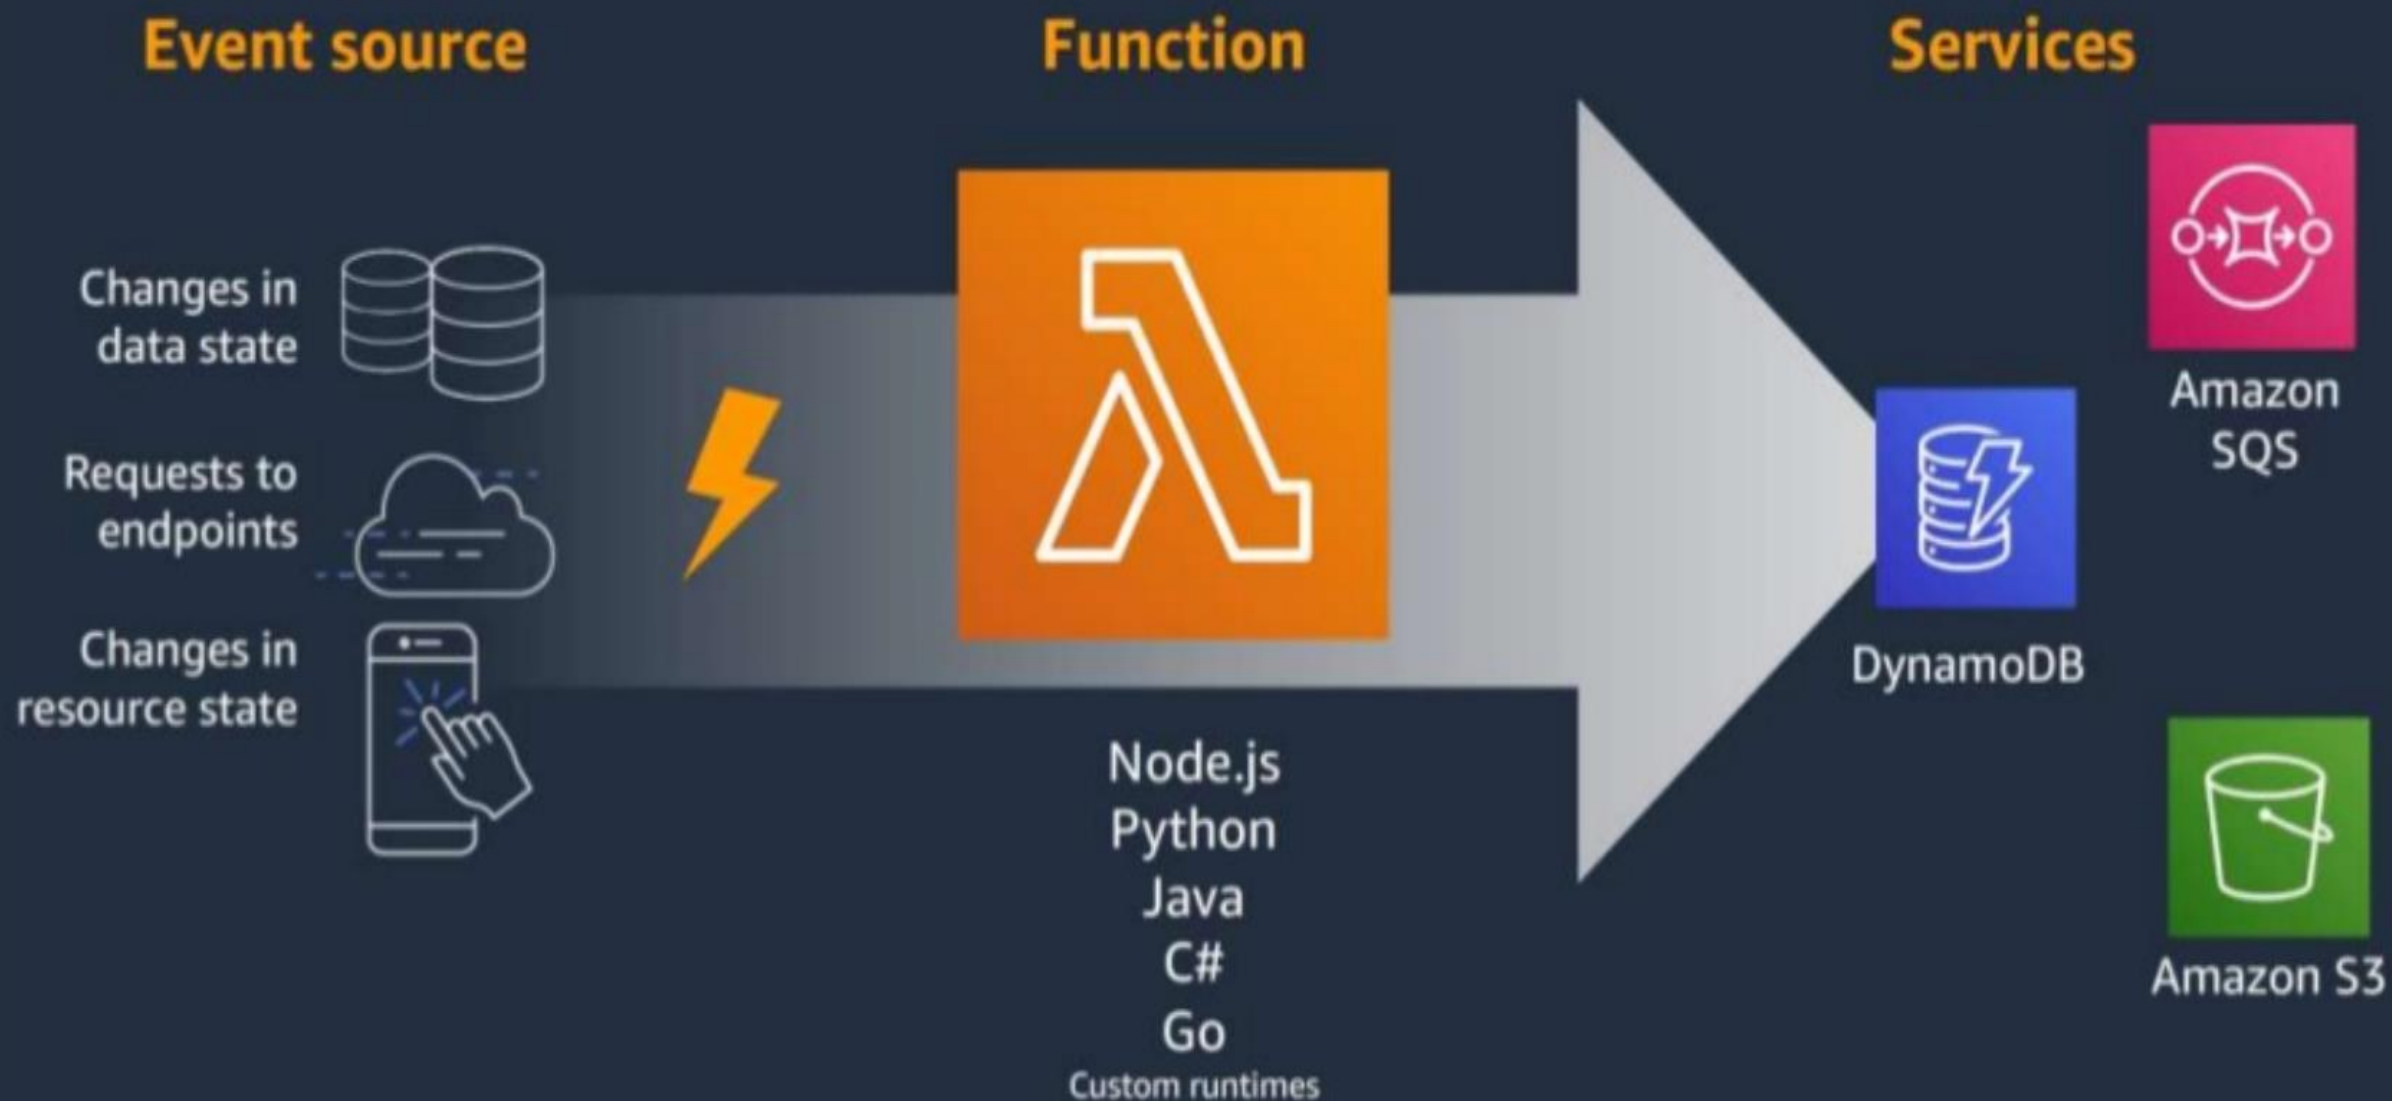 Event source
Function
Services
Changes in
data state
Requests to
endpoints
Changes in
resource state
Node.js
Python
Java
C#
Go
Custom runtimes
Amazon
SQS
DynamoDB
Amazon S3